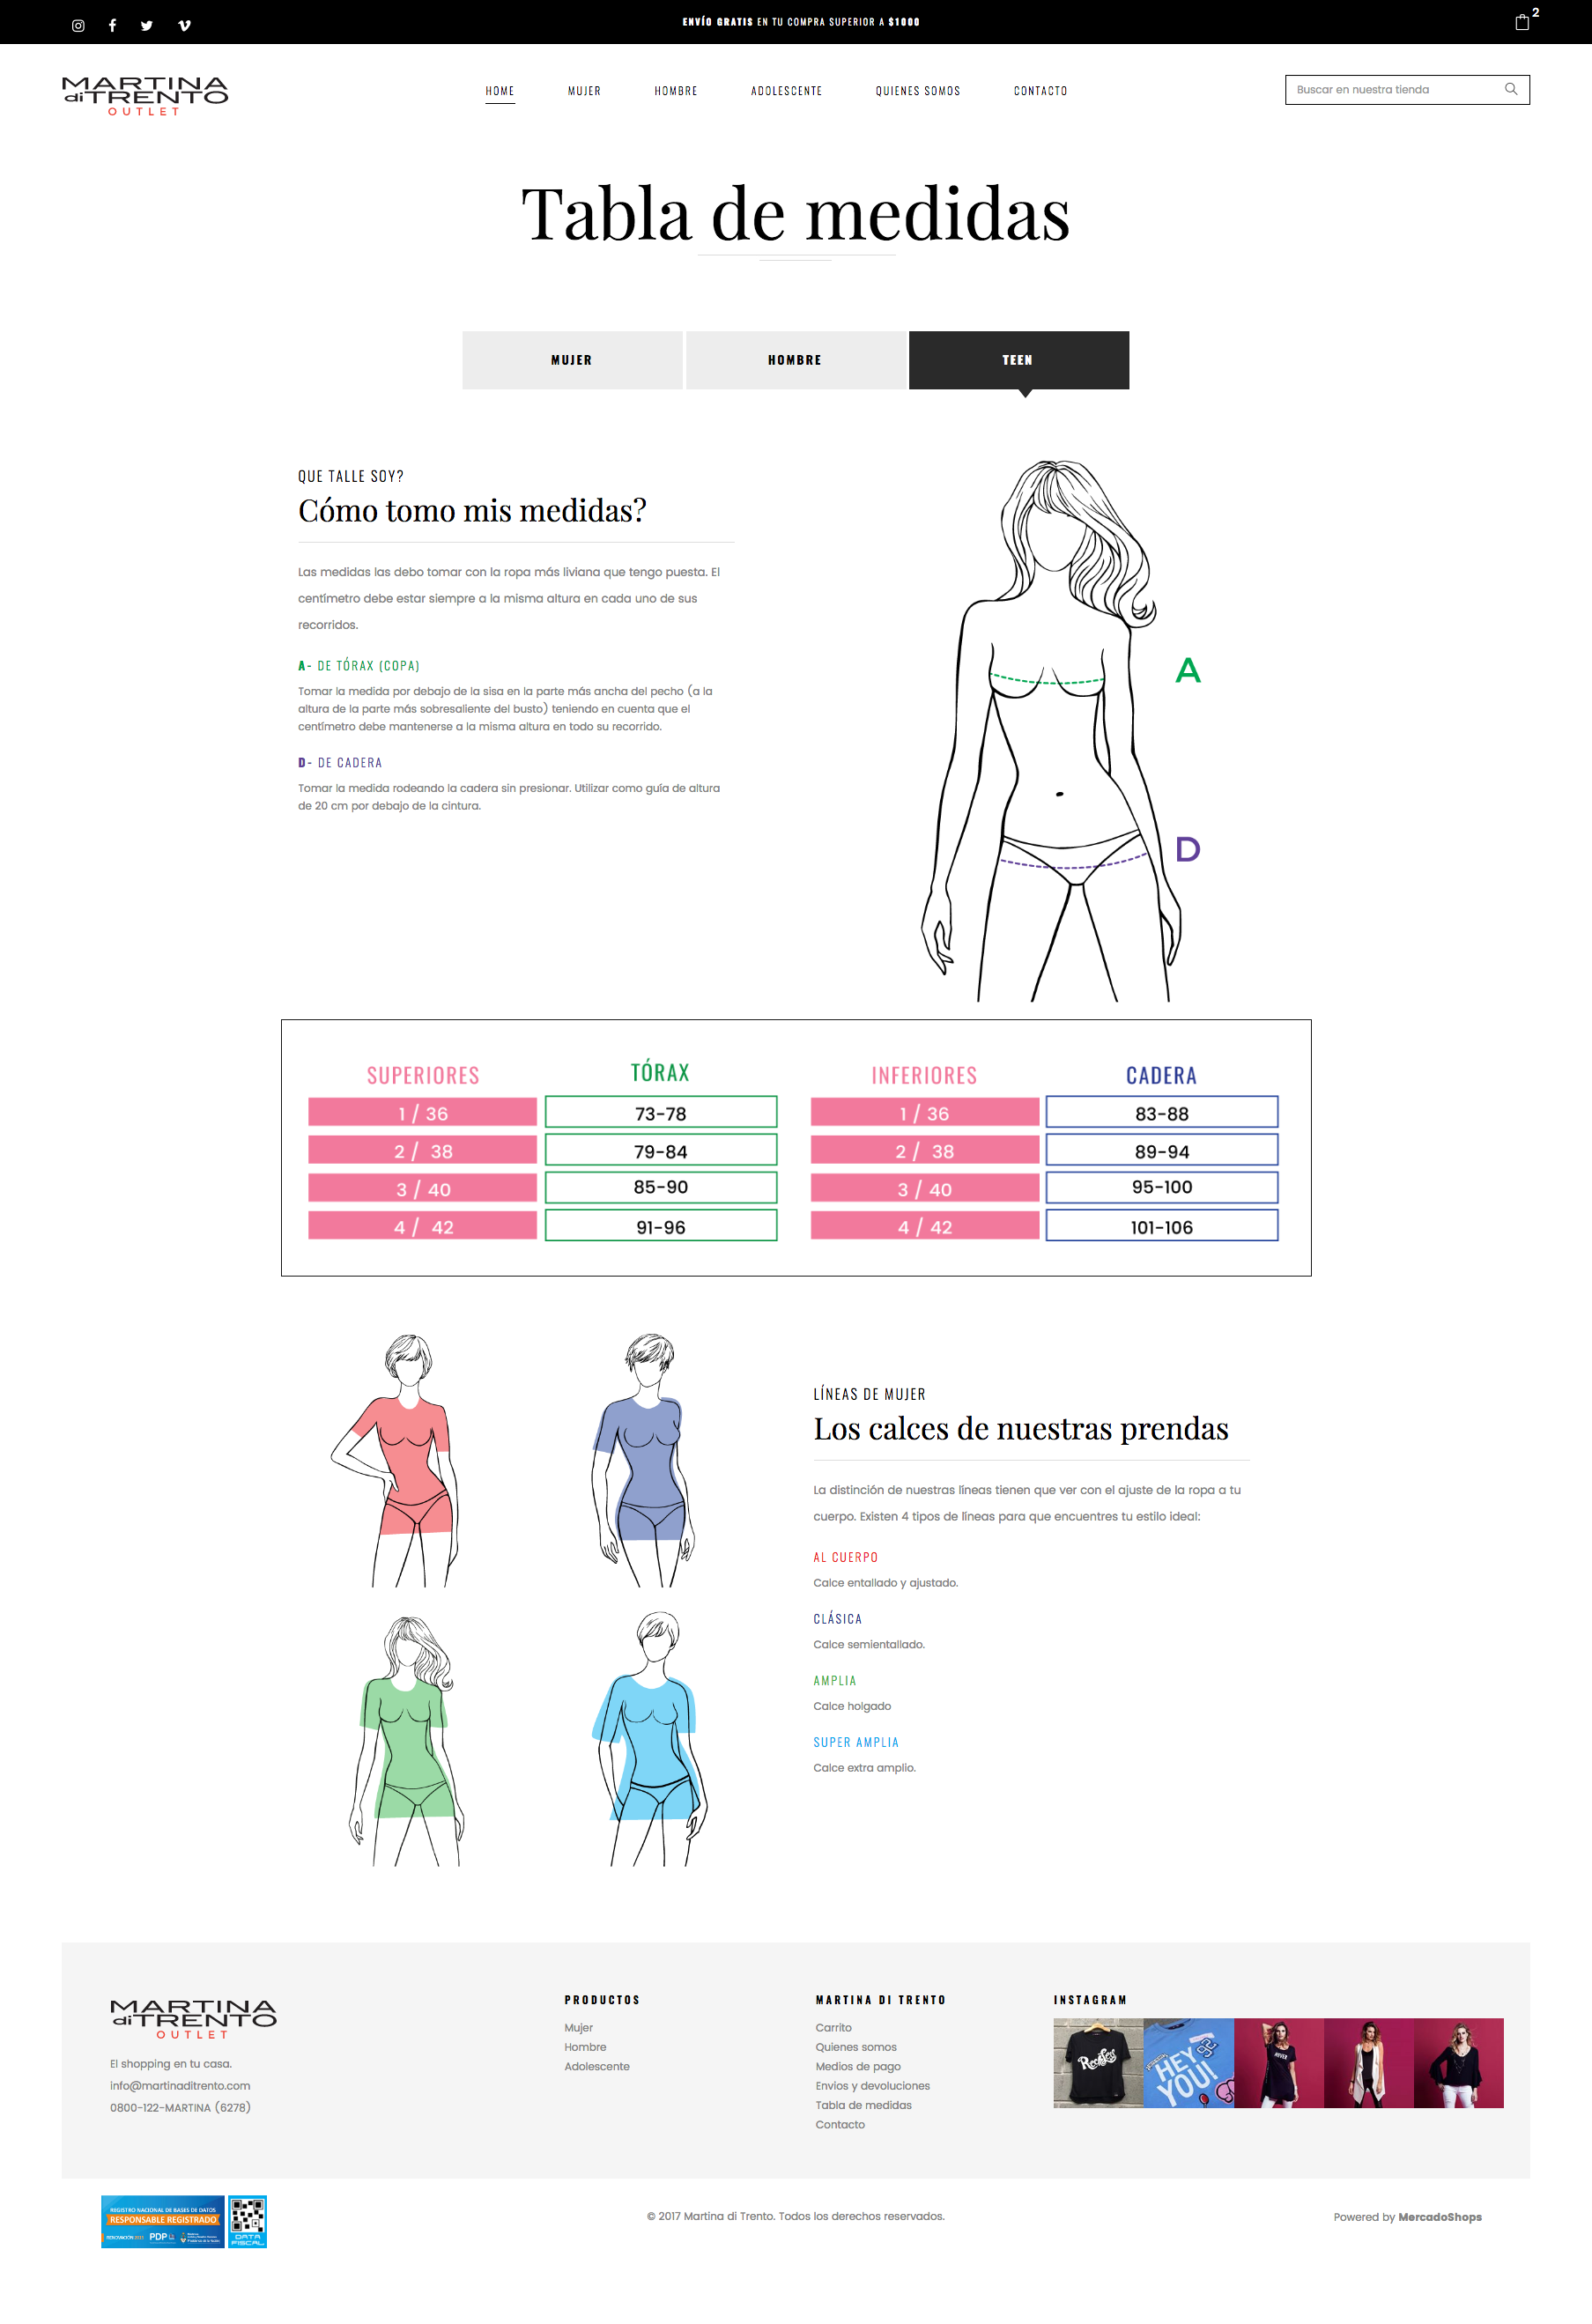 ENVÍO GRATIS EN TU COMPRA SUPERIOR A $1000
2
MARTINA
di TRENTO
OUTLET
HOME
MUJER
HOMBRE
ADOLESCENTE
QUIENES SOMOS
CONTACTO
Buscar en nuestra tienda
Tabla de medidas
MUJER
HOMBRE
TEEN
QUE TALLE SOY?
Cómo tomo mis medidas?
Las medidas las debo tomar con la ropa más liviana que tengo puesta. El
centímetro debe estar siempre a la misma altura en cada uno de sus
recorridos.
A- DE TÓRAX (COPA)
Tomar la medida por debajo de la sisa en la parte más ancha del pecho (a la
altura de la parte más sobresaliente del busto) teniendo en cuenta que el
centímetro debe mantenerse a la misma altura en todo su recorrido.
D- DE CADERA
Tomar la medida rodeando la cadera sin presionar. Utilizar como guía de altura
de 20 cm por debajo de la cintura.
A
D
SUPERIORES TÓRAX INFERIORES CADERA
1 / 36 73-78 1 / 36 83-88
2 / 38 79-84 2 / 38 89-94
3 / 40 85-90 3 / 40 95-100
4 / 42 91-96 4 / 42 101-106
LÍNEAS DE MUJER
Los calces de nuestras prendas
La distinción de nuestras líneas tienen que ver con el ajuste de la ropa a tu
cuerpo. Existen 4 tipos de líneas para que encuentres tu estilo ideal:
AL CUERPO
Calce entallado y ajustado.
CLÁSICA
Calce semientallado.
AMPLIA
Calce holgado
SUPER AMPLIA
Calce extra amplio.
MARTINA
di TRENTO
OUTLET
El shopping en tu casa.
info@martinaditrento.com
0800-122-MARTINA (6278)
PRODUCTOS
Mujer
Hombre
Adolescente
MARTINA DI TRENTO
Carrito
Quienes somos
Medios de pago
Envios y devoluciones
Tabla de medidas
Contacto
INSTAGRAM
HEY
YOU!
REGISTRO NACIONAL DE BASES DE DATOS
RESPONSABLE REGISTRADO
PDP
DATA
FISCAL
© 2017 Martina di Trento. Todos los derechos reservados.
Powered by MercadoShops